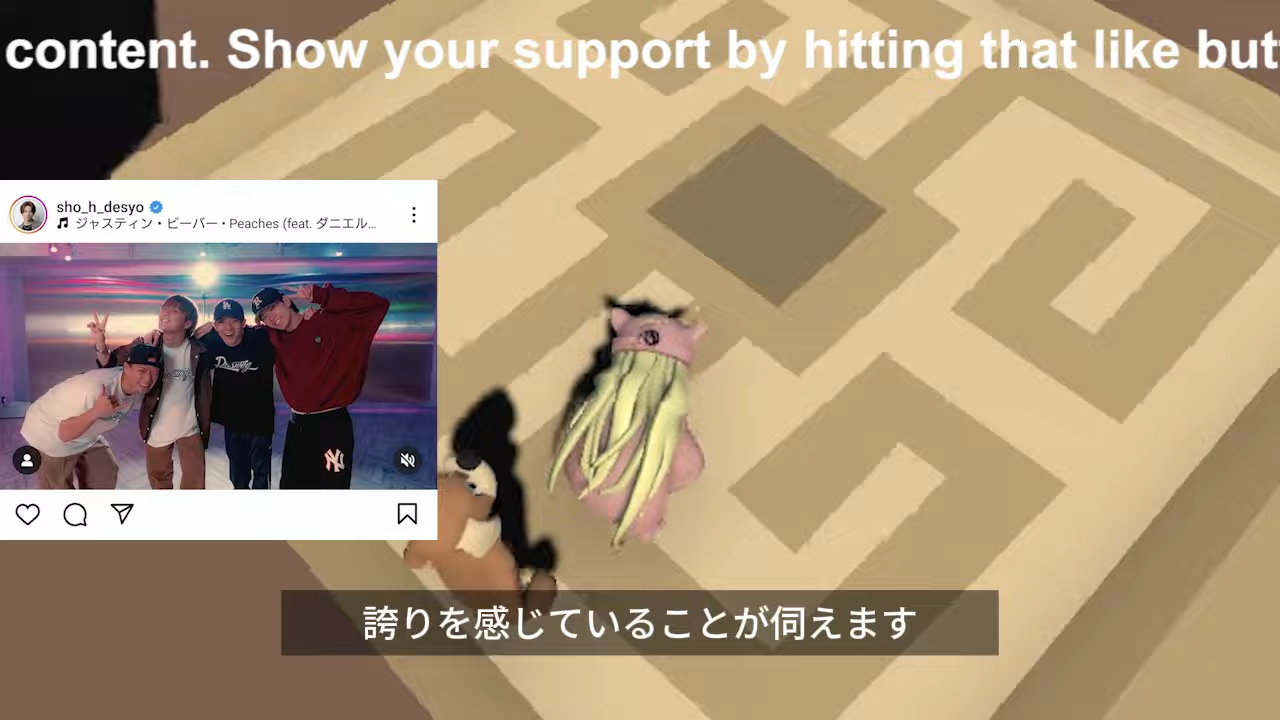 content. Show your support by hitting that like but
sho_h_desyo
ジャスティン・ビーバー・Peaches (feat. ダニエル…
LA
NY
誇りを感じていることが伺えます